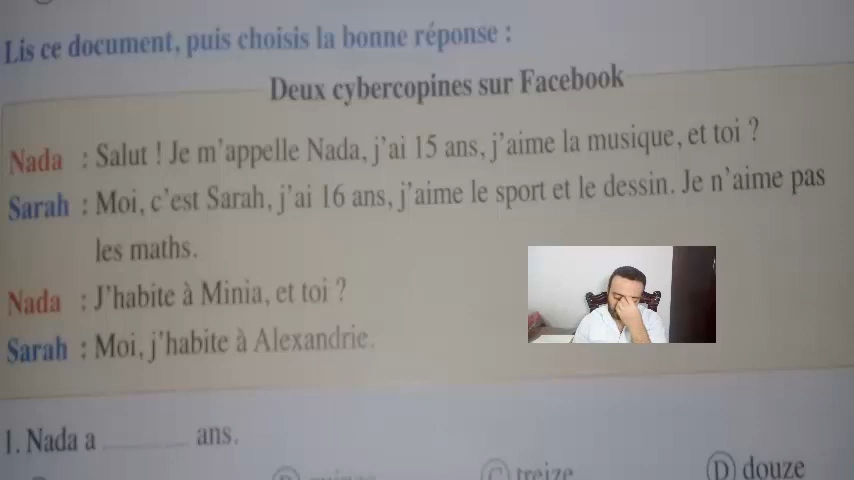 Lis ce document, puis choisis la bonne réponse :
Deux cybercopines sur Facebook
Nada : Salut ! Je m'appelle Nada, j'ai 15 ans, j'aime la musique, et toi ?
Sarah : Moi, c'est Sarah, j'ai 16 ans, j'aime le sport et le dessin. Je n'aime pas
les maths.
Nada : J'habite à Minia, et toi ?
Sarah : Moi, j'habite à Alexandrie.
1. Nada a ________ ans.
C treize D douze